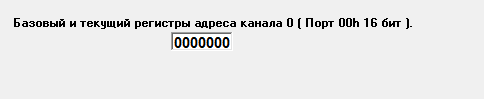 Базовый и текущий регистры адреса канала 0 ( Порт 00h 16 бит ).
0000000